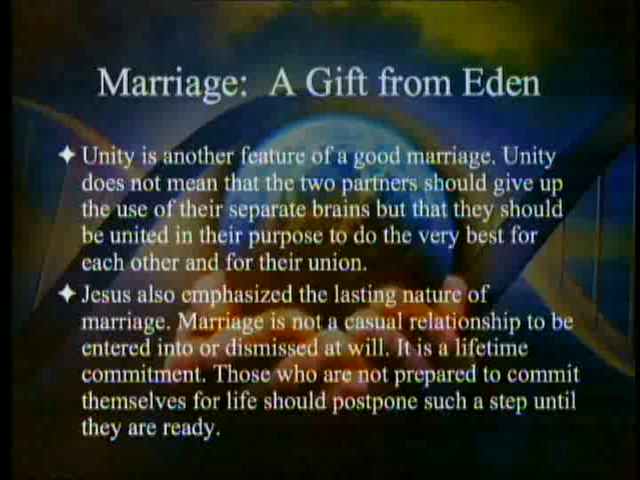 Marriage: A Gift from Eden
Unity is another feature of a good marriage. Unity
does not mean that the two partners should give up
the use of their separate brains but that they should
be united in their purpose to do the very best for
each other and for their union.
Jesus also emphasized the lasting nature of
marriage. Marriage is not a casual relationship to be
entered into or dismissed at will. It is a lifetime
commitment. Those who are not prepared to commit
themselves for life should postpone such a step until
they are ready.